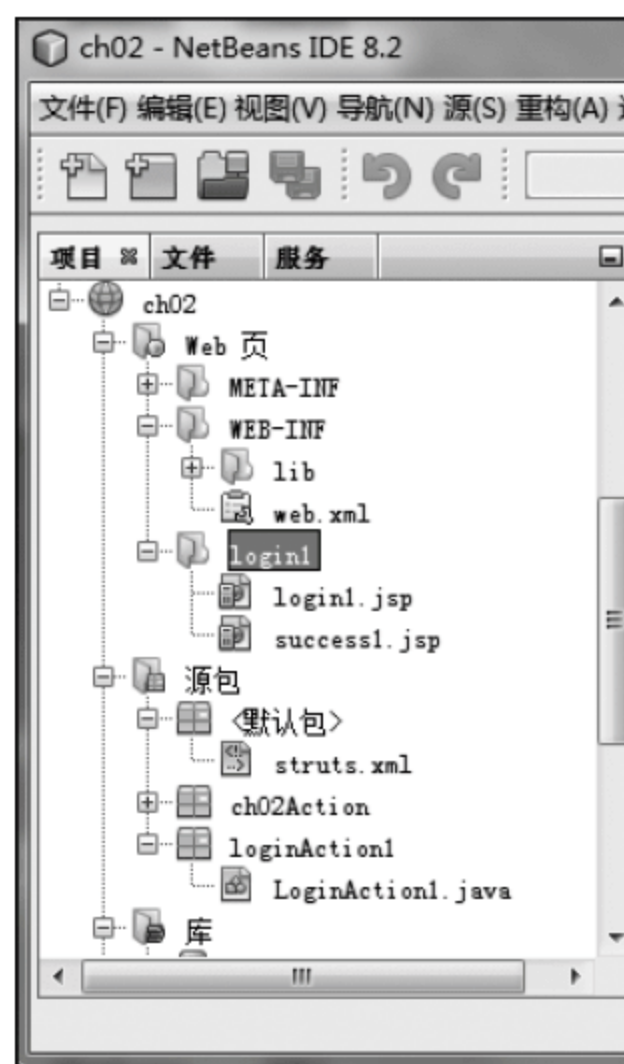 ch02 - NetBeans IDE 8.2
文件(F) 编辑(E) 视图(V) 导航(N) 源(S) 重构(A)
项目 文件 服务
ch02
Web 页
META-INF
WEB-INF
lib
web.xml
login1
login1.jsp
success1.jsp
源包
<默认包>
struts.xml
ch02Action
loginAction1
LoginAction1.java
库